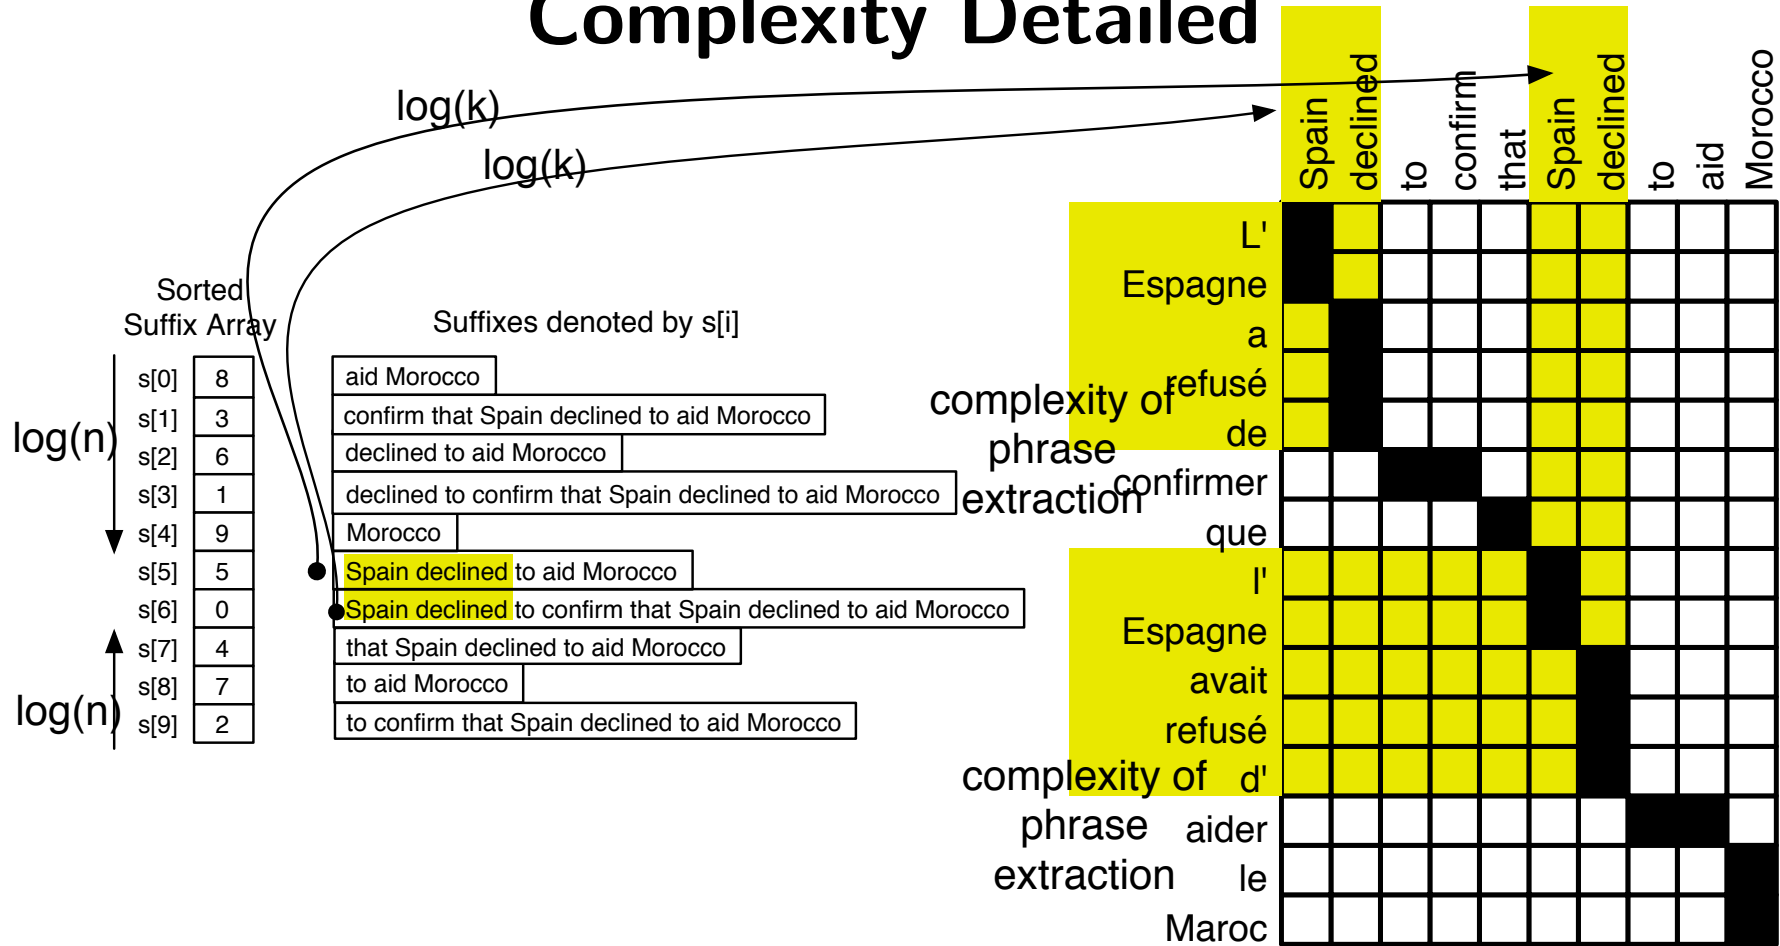 Complexity Detailed
log(k)
log(k)
Spain
declined
to
confirm
that
Spain
declined
to
aid
Morocco
Sorted
Suffix Array
Suffixes denoted by s[i]
log(n)
log(n)
s[0] 8 aid Morocco
s[1] 3 confirm that Spain declined to aid Morocco
s[2] 6 declined to aid Morocco
s[3] 1 declined to confirm that Spain declined to aid Morocco
s[4] 9 Morocco
s[5] 5 Spain declined to aid Morocco
s[6] 0 Spain declined to confirm that Spain declined to aid Morocco
s[7] 4 that Spain declined to aid Morocco
s[8] 7 to aid Morocco
s[9] 2 to confirm that Spain declined to aid Morocco
complexity of
phrase
extraction
complexity of
phrase
extraction
L'
Espagne
a
refusé
de
confirmer
que
l'
Espagne
avait
refusé
d'
aider
le
Maroc